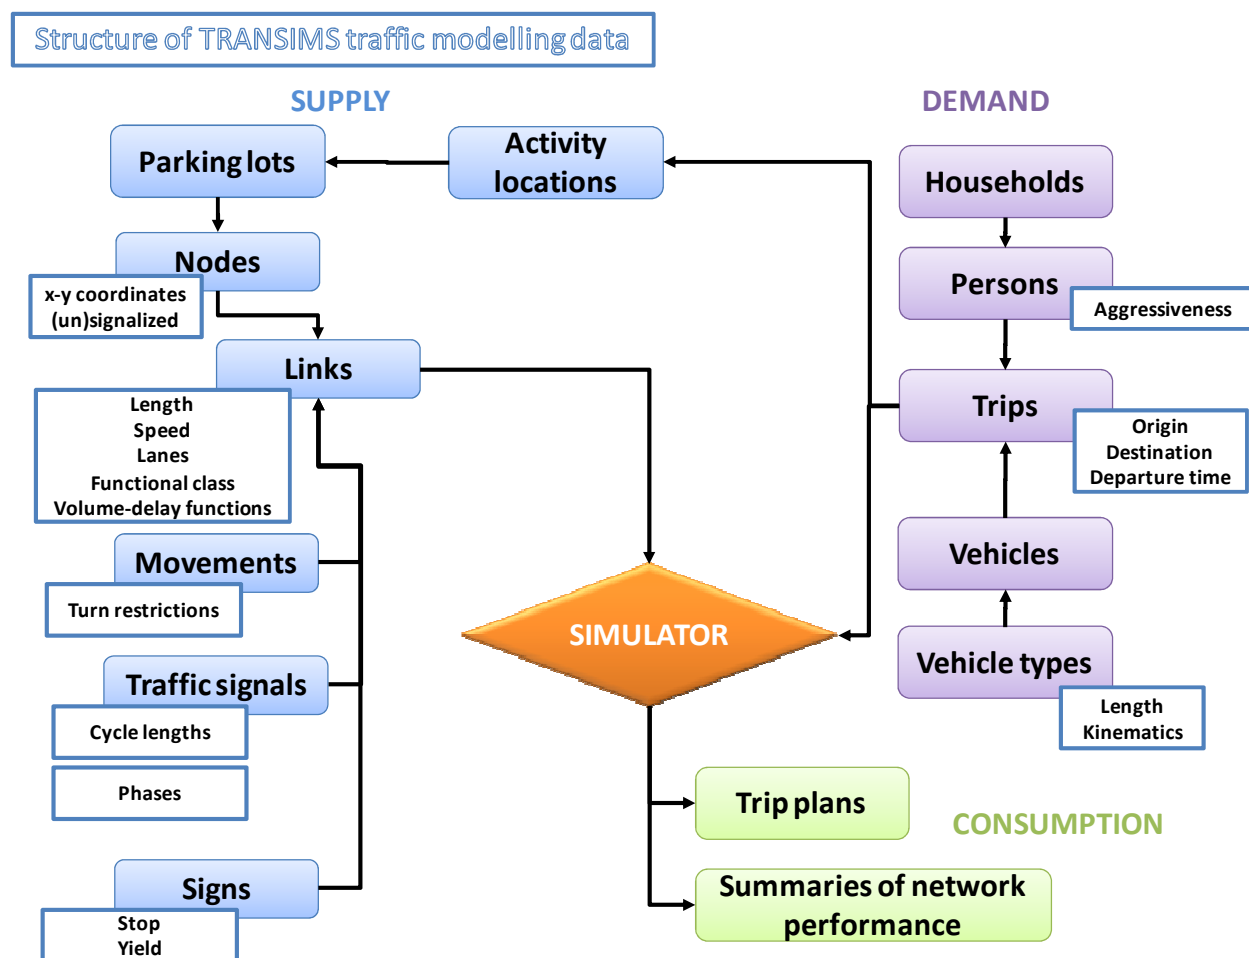 Structure of TRANSIMS traffic modelling data
SUPPLY
DEMAND
Parking lots
Activity
locations
Households
Nodes
x-y coordinates
(un)signalized
Persons
Aggressiveness
Links
Length
Speed
Lanes
Functional class
Volume-delay functions
Trips
Origin
Destination
Departure time
Movements
Turn restrictions
Vehicles
SIMULATOR
Traffic signals
Cycle lengths
Phases
Vehicle types
Length
Kinematics
Trip plans
CONSUMPTION
Signs
Stop
Yield
Summaries of network
performance